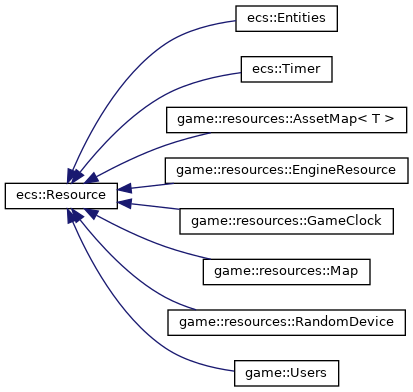 ecs::Entities
ecs::Timer
game::resources::AssetMap< T >
game::resources::EngineResource
ecs::Resource
game::resources::GameClock
game::resources::Map
game::resources::RandomDevice
game::Users